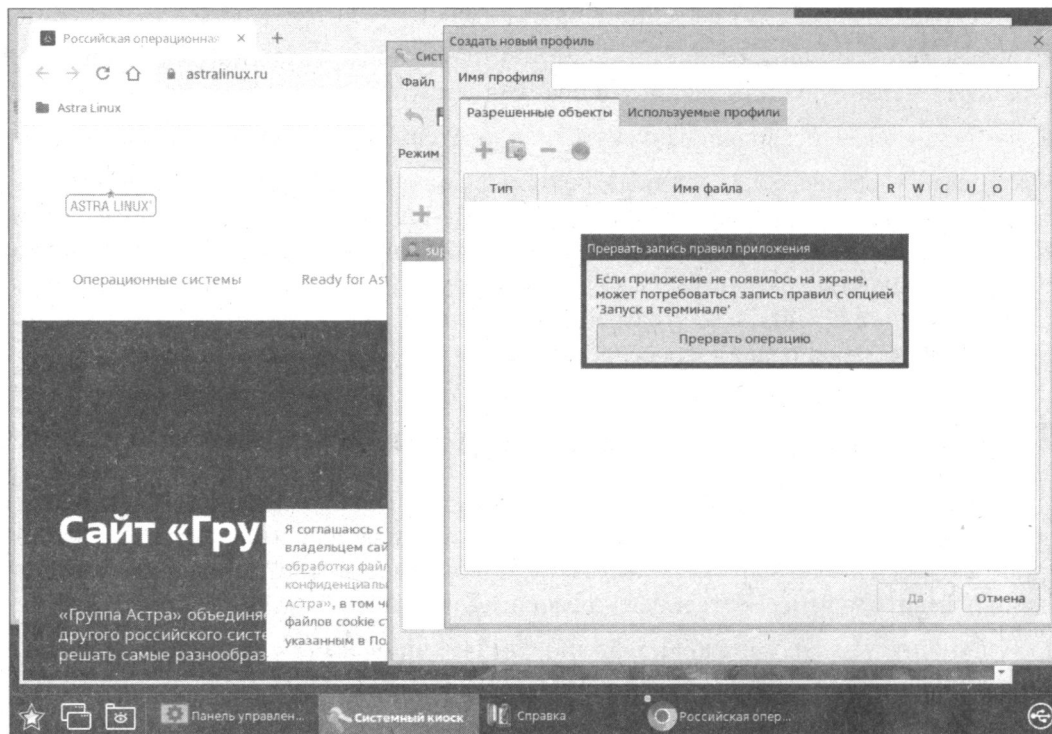 Российская операционная
astralinux.ru
Astra Linux
ASTRA LINUX
Операционные системы
Ready for Ast
Сайт «Груп
«Группа Астра» объединяе
другого российского систе
решать самые разнообраз
Я соглашаюсь с
владельцем сай
обработки файл
конфиденциаль
Астра», в том ч
файлов cookie с
указанным в По
Сист
Файл
Режим
sup
Создать новый профиль
Имя профиля
Разрешенные объекты
Используемые профили
Тип
Имя файла
R W C U O
Прервать запись правил приложения
Если приложение не появилось на экране,
может потребоваться запись правил с опцией
'Запуск в терминале'
Прервать операцию
Да
Отмена
Панель управлен...
Системный киоск
Справка
Российская опер...